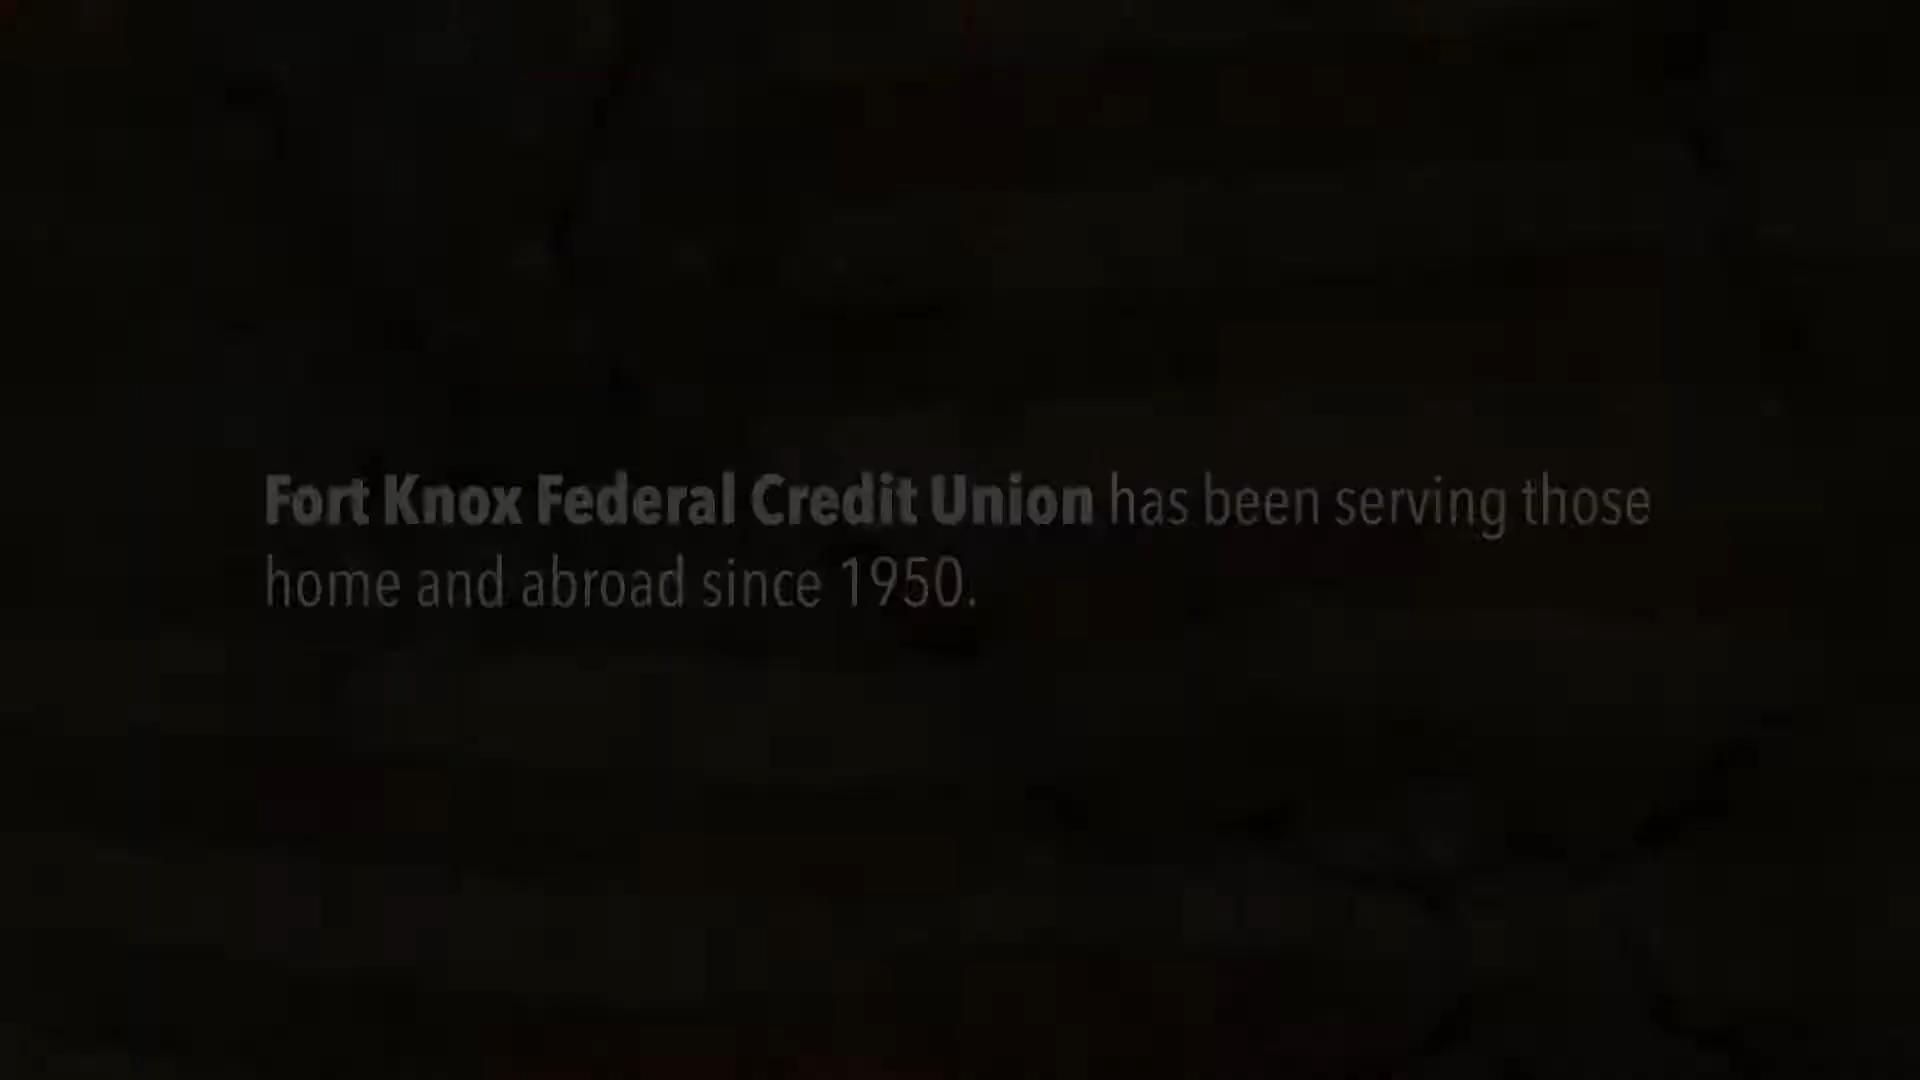 Fort Knox Federal Credit Union has been serving those
home and abroad since 1950.